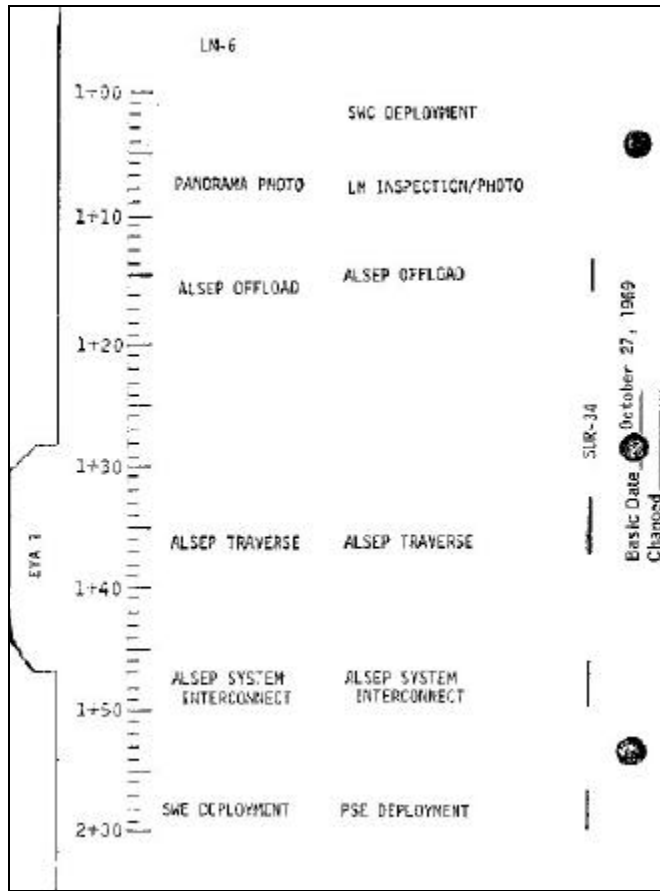 LM-6
1+00
SWC DEPLOYMENT
PANORAMA PHOTO LM INSPECTION/PHOTO
1+10
ALSEP OFFLOAD ALSEP OFFLOAD
1+20
1+30
ALSEP TRAVERSE ALSEP TRAVERSE
1+40
ALSEP SYSTEM ALSEP SYSTEM
INTERCONNECT INTERCONNECT
1+50
SWE DEPLOYMENT PSE DEPLOYMENT
2+00
EVA
SUR-34
Basic Date October 27, 1969
Changed